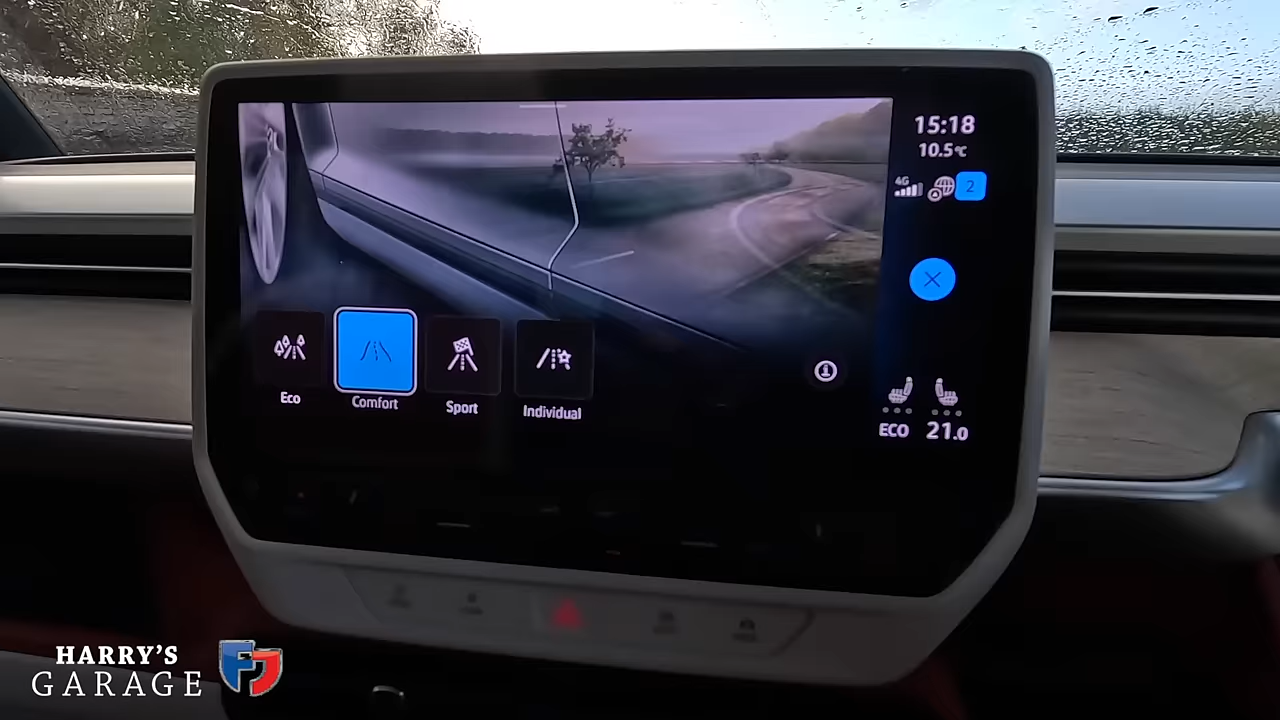 15:18
10.5°C
4G
2
Eco
Comfort
Sport
Individual
ECO 21.0
HARRY'S
GARAGE